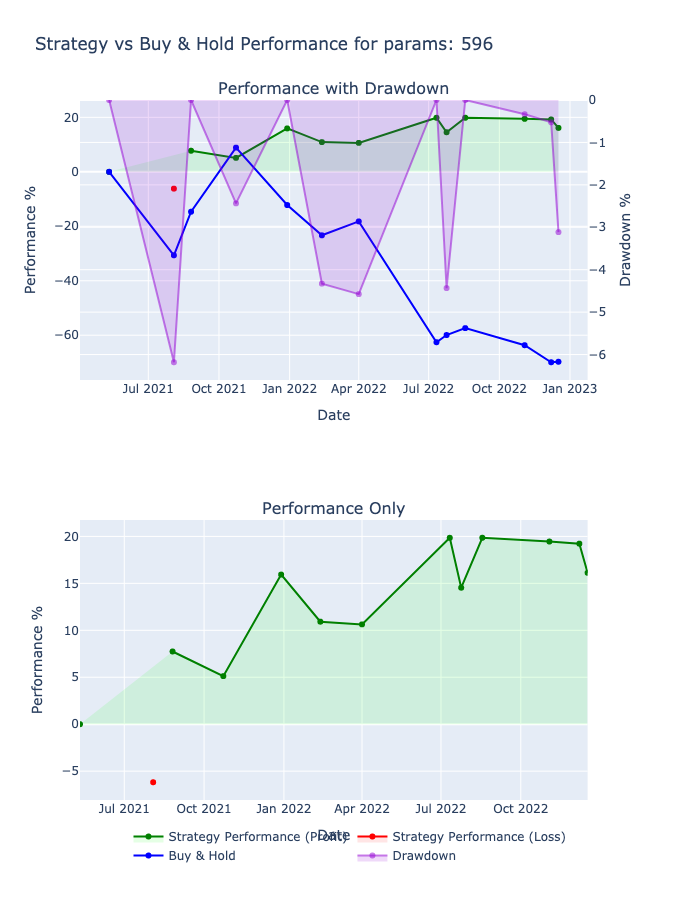 Strategy vs Buy & Hold Performance for params: 596
Performance with Drawdown
20
0
−20
−40
−60
Performance %
0
−1
−2
−3
−4
−5
−6
Drawdown %
Jul 2021
Oct 2021
Jan 2022
Apr 2022
Jul 2022
Oct 2022
Jan 2023
Date
Performance Only
20
15
10
5
0
−5
Performance %
Jul 2021
Oct 2021
Jan 2022
Apr 2022
Jul 2022
Oct 2022
Date
Strategy Performance (Profit)
Strategy Performance (Loss)
Buy & Hold
Drawdown